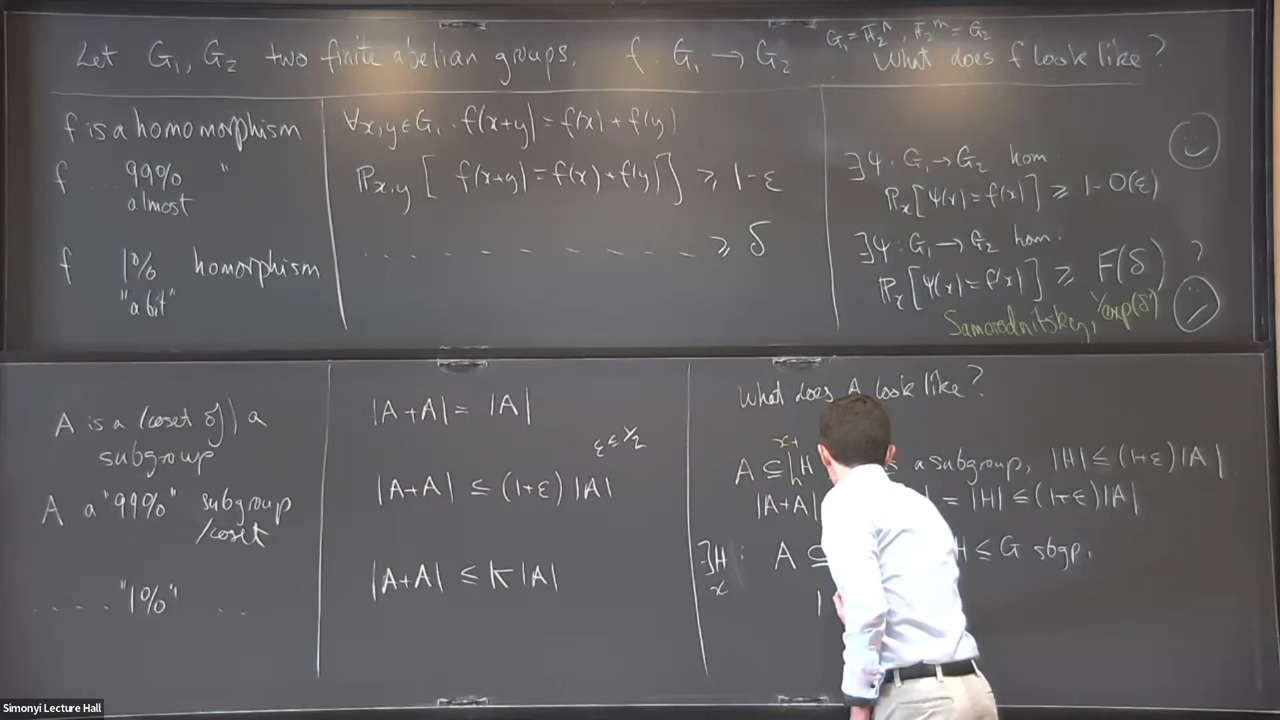 Let G₁, G₂ two finite abelian groups. f : G₁ → G₂
G₁ = 𝔽₂ⁿ, 𝔽₂ᵐ = G₂
What does f look like?
f is a homomorphism
∀x,y∈G₁. f(x+y) = f(x) + f(y)
f 99% "
almost
ℙx,y [ f(x+y) = f(x) + f(y) ] ≥ 1-ε
∃Ψ : G₁ → G₂ hom.
ℙx[Ψ(x) = f(x)] ≥ 1 - O(ε)
f 1% homorphism
"a bit"
≥ δ
∃Ψ : G₁ → G₂ hom.
ℙx[Ψ(x) = f(x)] ≥ F(δ) ?
Samorodnitsky, 1/exp(δ)
A is a (coset of) a
subgroup
|A+A| = |A|
What does A look like?
A a "99%" subgroup
/coset
|A+A| ≤ (1+ε)|A|
ε ≤ 1/2
x+
A ⊆ H
a subgroup, |H| ≤ (1+ε)|A|
|A+A|
| = |H| ≤ (1+ε)|A|
"1%"
|A+A| ≤ K|A|
∃H
x
: A ⊆
H ≤ G sbgp.
|
Simonyi Lecture Hall